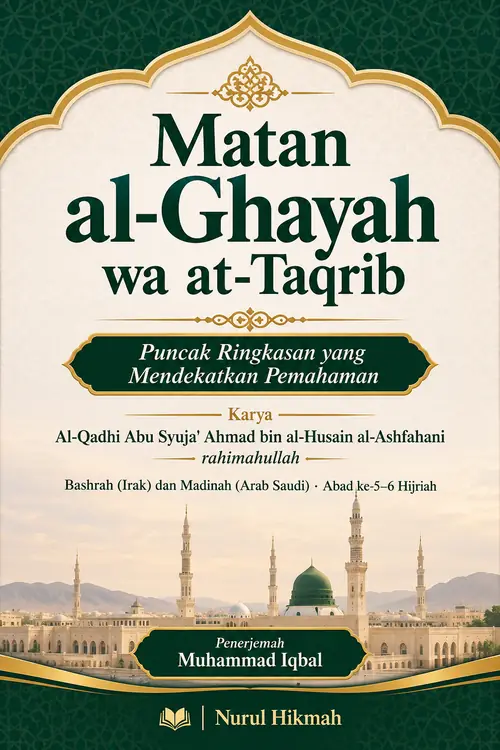 Matan
al-Ghayah
wa at-Taqrib
Puncak Ringkasan yang
Mendekatkan Pemahaman
Karya
Al-Qadhi Abu Syuja' Ahmad bin al-Husain al-Ashfahani
rahimahullah
Bashrah (Irak) dan Madinah (Arab Saudi) · Abad ke-5–6 Hijriah
Penerjemah
Muhammad Iqbal
Nurul Hikmah